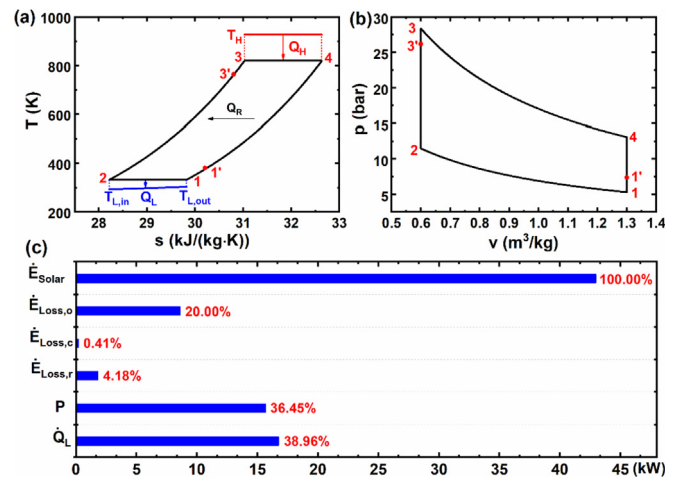 (a)
1000
800
600
400
200
T (K)
28
29
30
31
32
33
s (kJ/(kg·K))
T_H
Q_H
3
4
3'
Q_R
1'
2
1
T_L,in
Q_L
T_L,out
(b)
30
25
20
15
10
5
p (bar)
0.5
0.6
0.7
0.8
0.9
1.0
1.1
1.2
1.3
1.4
v (m³/kg)
3
3'
4
2
1'
1
(c)
Ė_Solar
100.00%
Ė_Loss,o
20.00%
Ė_Loss,c
0.41%
Ė_Loss,r
4.18%
P
36.45%
Q̇_L
38.96%
0 5 10 15 20 25 30 35 40 45 (kW)